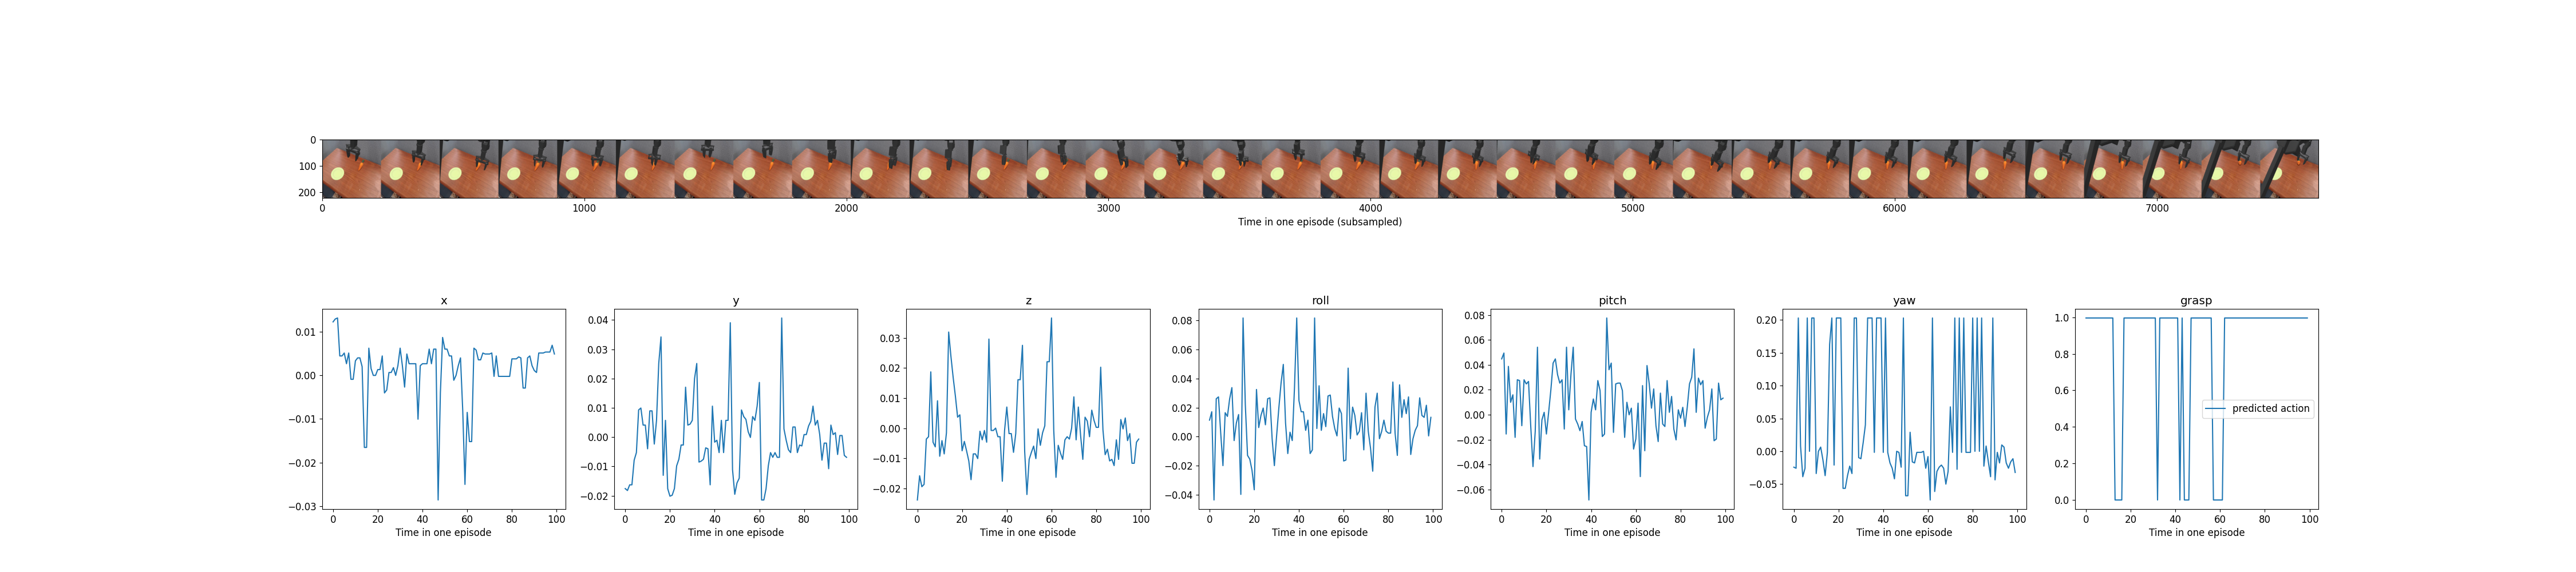 0
100
200
0 1000 2000 3000 4000 5000 6000 7000
Time in one episode (subsampled)
x
0.01
0.00
−0.01
−0.02
−0.03
0 20 40 60 80 100
Time in one episode
y
0.04
0.03
0.02
0.01
0.00
−0.01
−0.02
0 20 40 60 80 100
Time in one episode
z
0.03
0.02
0.01
0.00
−0.01
−0.02
0 20 40 60 80 100
Time in one episode
roll
0.08
0.06
0.04
0.02
0.00
−0.02
−0.04
0 20 40 60 80 100
Time in one episode
pitch
0.08
0.06
0.04
0.02
0.00
−0.02
−0.04
−0.06
0 20 40 60 80 100
Time in one episode
yaw
0.20
0.15
0.10
0.05
0.00
−0.05
0 20 40 60 80 100
Time in one episode
grasp
1.0
0.8
0.6
0.4
0.2
0.0
predicted action
0 20 40 60 80 100
Time in one episode